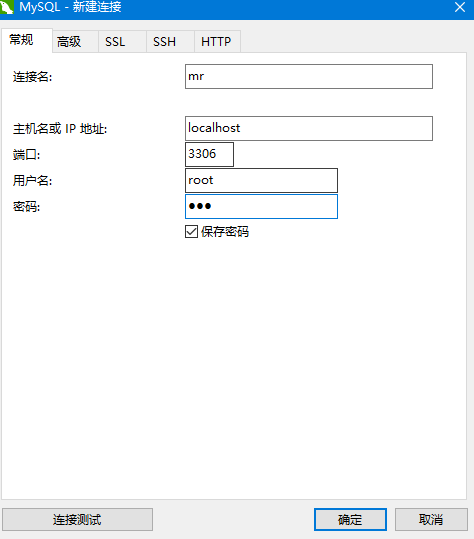 MySQL - 新建连接
常规 高级 SSL SSH HTTP
连接名: mr
主机名或 IP 地址: localhost
端口: 3306
用户名: root
密码: ●●●
保存密码
连接测试 确定 取消